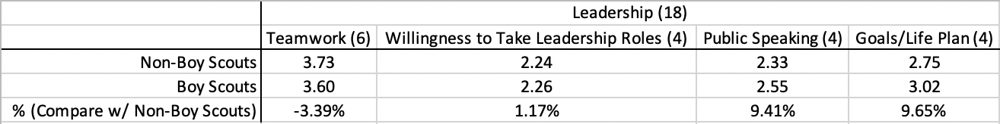 Leadership (18)
Teamwork (6) Willingness to Take Leadership Roles (4) Public Speaking (4) Goals/Life Plan (4)
Non-Boy Scouts 3.73 2.24 2.33 2.75
Boy Scouts 3.60 2.26 2.55 3.02
% (Compare w/ Non-Boy Scouts) -3.39% 1.17% 9.41% 9.65%